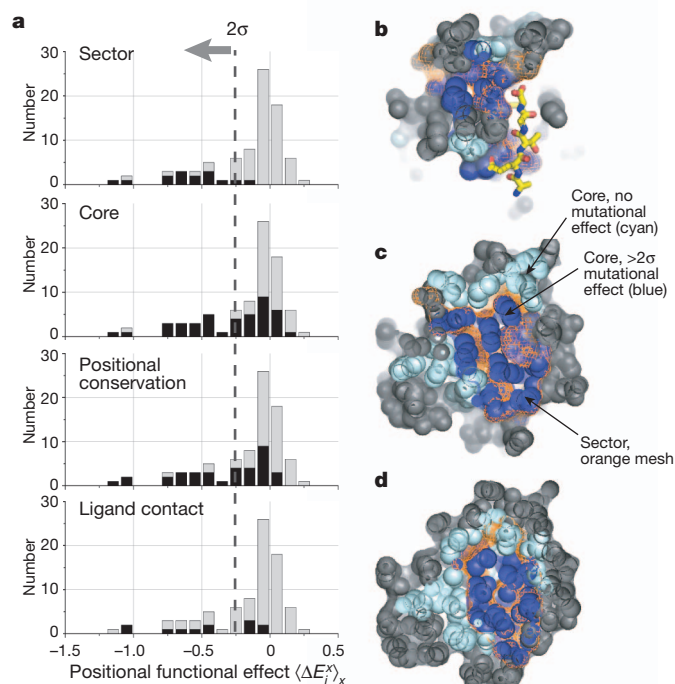 a
2σ
Sector
Number
30
20
10
0
Core
Number
30
20
10
0
Positional
conservation
Number
30
20
10
0
Ligand contact
Number
30
20
10
0
−1.5 −1.0 −0.5 0 0.5
Positional functional effect ⟨ΔE_i^x⟩_x
b
Core, no
mutational
effect (cyan)
c
Core, >2σ
mutational
effect (blue)
Sector,
orange mesh
d